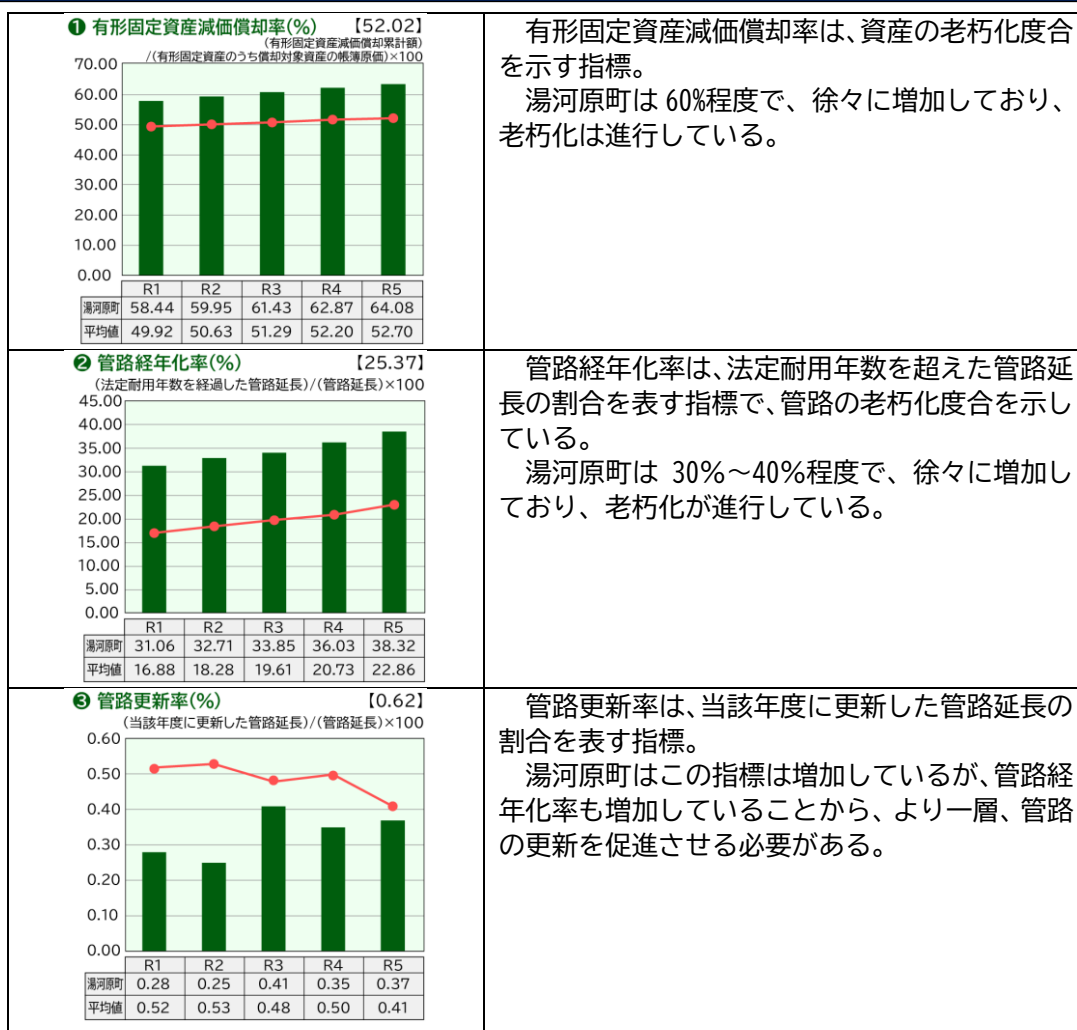 ❶ 有形固定資産減価償却率(%) 【52.02】
(有形固定資産減価償却累計額)
/(有形固定資産のうち償却対象資産の帳簿原価)×100
70.00
60.00
50.00
40.00
30.00
20.00
10.00
0.00
R1 R2 R3 R4 R5
湯河原町 58.44 59.95 61.43 62.87 64.08
平均値 49.92 50.63 51.29 52.20 52.70
有形固定資産減価償却率は、資産の老朽化度合
を示す指標。
湯河原町は 60%程度で、徐々に増加しており、
老朽化は進行している。
❷ 管路経年化率(%) 【25.37】
(法定耐用年数を経過した管路延長)/(管路延長)×100
45.00
40.00
35.00
30.00
25.00
20.00
15.00
10.00
5.00
0.00
R1 R2 R3 R4 R5
湯河原町 31.06 32.71 33.85 36.03 38.32
平均値 16.88 18.28 19.61 20.73 22.86
管路経年化率は、法定耐用年数を超えた管路延
長の割合を表す指標で、管路の老朽化度合を示し
ている。
湯河原町は 30%～40%程度で、徐々に増加し
ており、老朽化が進行している。
❸ 管路更新率(%) 【0.62】
(当該年度に更新した管路延長)/(管路延長)×100
0.60
0.50
0.40
0.30
0.20
0.10
0.00
R1 R2 R3 R4 R5
湯河原町 0.28 0.25 0.41 0.35 0.37
平均値 0.52 0.53 0.48 0.50 0.41
管路更新率は、当該年度に更新した管路延長の
割合を表す指標。
湯河原町はこの指標は増加しているが、管路経
年化率も増加していることから、より一層、管路
の更新を促進させる必要がある。